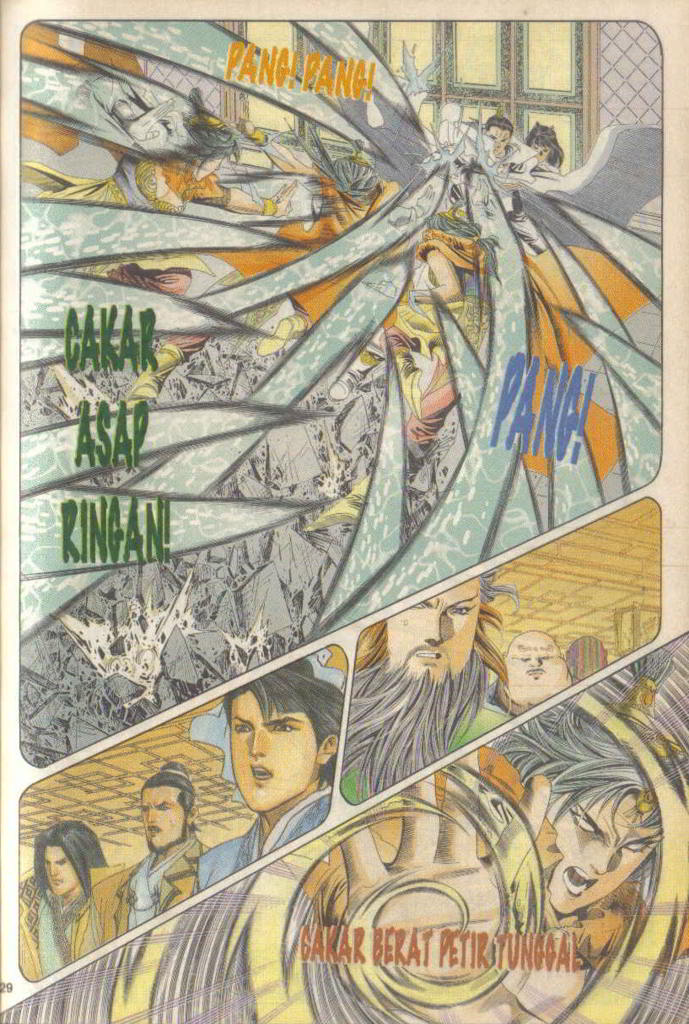 PANG! PANG!
CAKAR
ASAP
RINGAN!
PANG!
CAKAR BERAT PETIR TUNGGAL
29